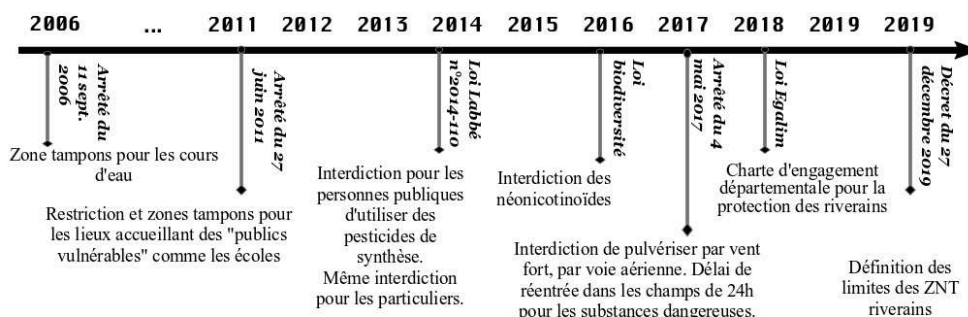 2006 ... 2011 2012 2013 2014 2015 2016 2017 2018 2019 2019
Arrêté du
11 sept.
2006
Zone tampons pour les cours
d'eau
Arrêté du 27
juin 2011
Restriction et zones tampons pour
les lieux accueillant des "publics
vulnérables" comme les écoles
Loi Labbé
n°2014-110
Interdiction pour les
personnes publiques
d'utiliser des
pesticides de
synthèse.
Même interdiction
pour les particuliers.
Loi
biodiversité
Interdiction des
néonicotinoïdes
Arrêté du 4
mai 2017
Interdiction de pulvériser par vent
fort, par voie aérienne. Délai de
réentrée dans les champs de 24h
pour les substances dangereuses.
Loi Egalim
Charte d'engagement
départementale pour la
protection des riverains
Décret du 27
décembre 2019
Définition des
limites des ZNT
riverains